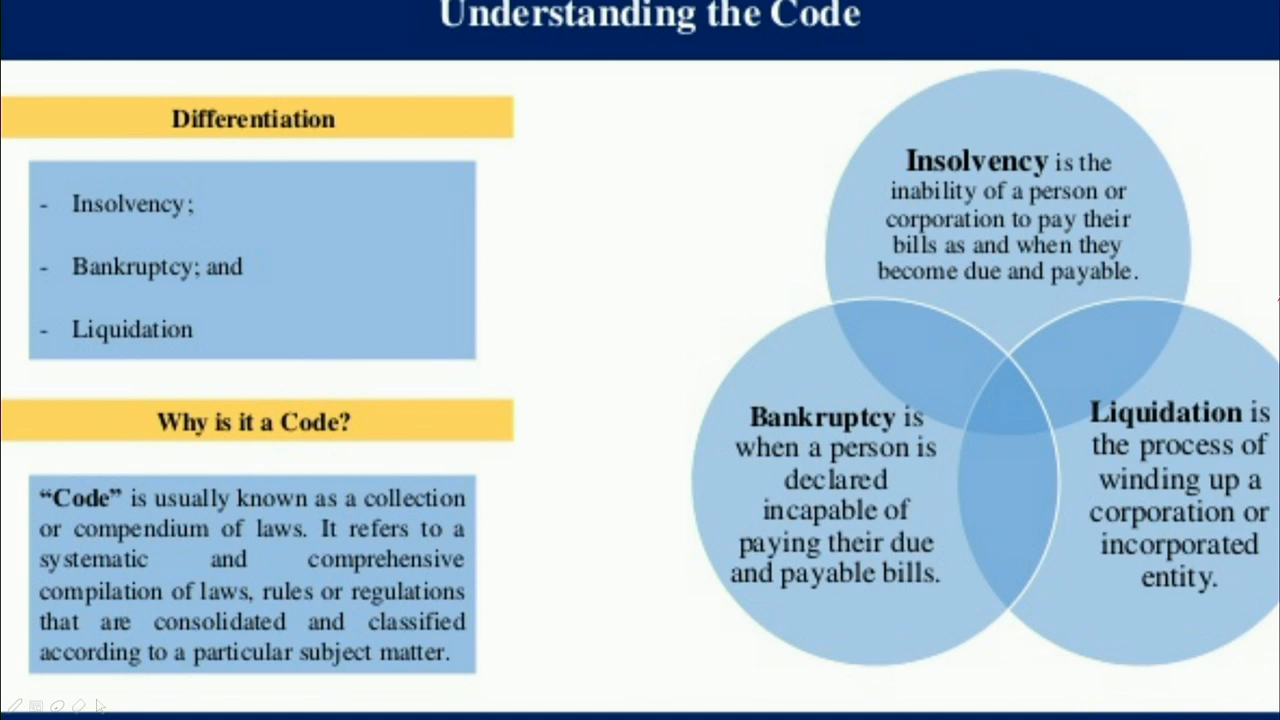 Understanding the Code
Differentiation
- Insolvency;
- Bankruptcy; and
- Liquidation
Why is it a Code?
“Code” is usually known as a collection
or compendium of laws. It refers to a
systematic and comprehensive
compilation of laws, rules or regulations
that are consolidated and classified
according to a particular subject matter.
Insolvency is the
inability of a person or
corporation to pay their
bills as and when they
become due and payable.
Bankruptcy is
when a person is
declared
incapable of
paying their due
and payable bills.
Liquidation is
the process of
winding up a
corporation or
incorporated
entity.